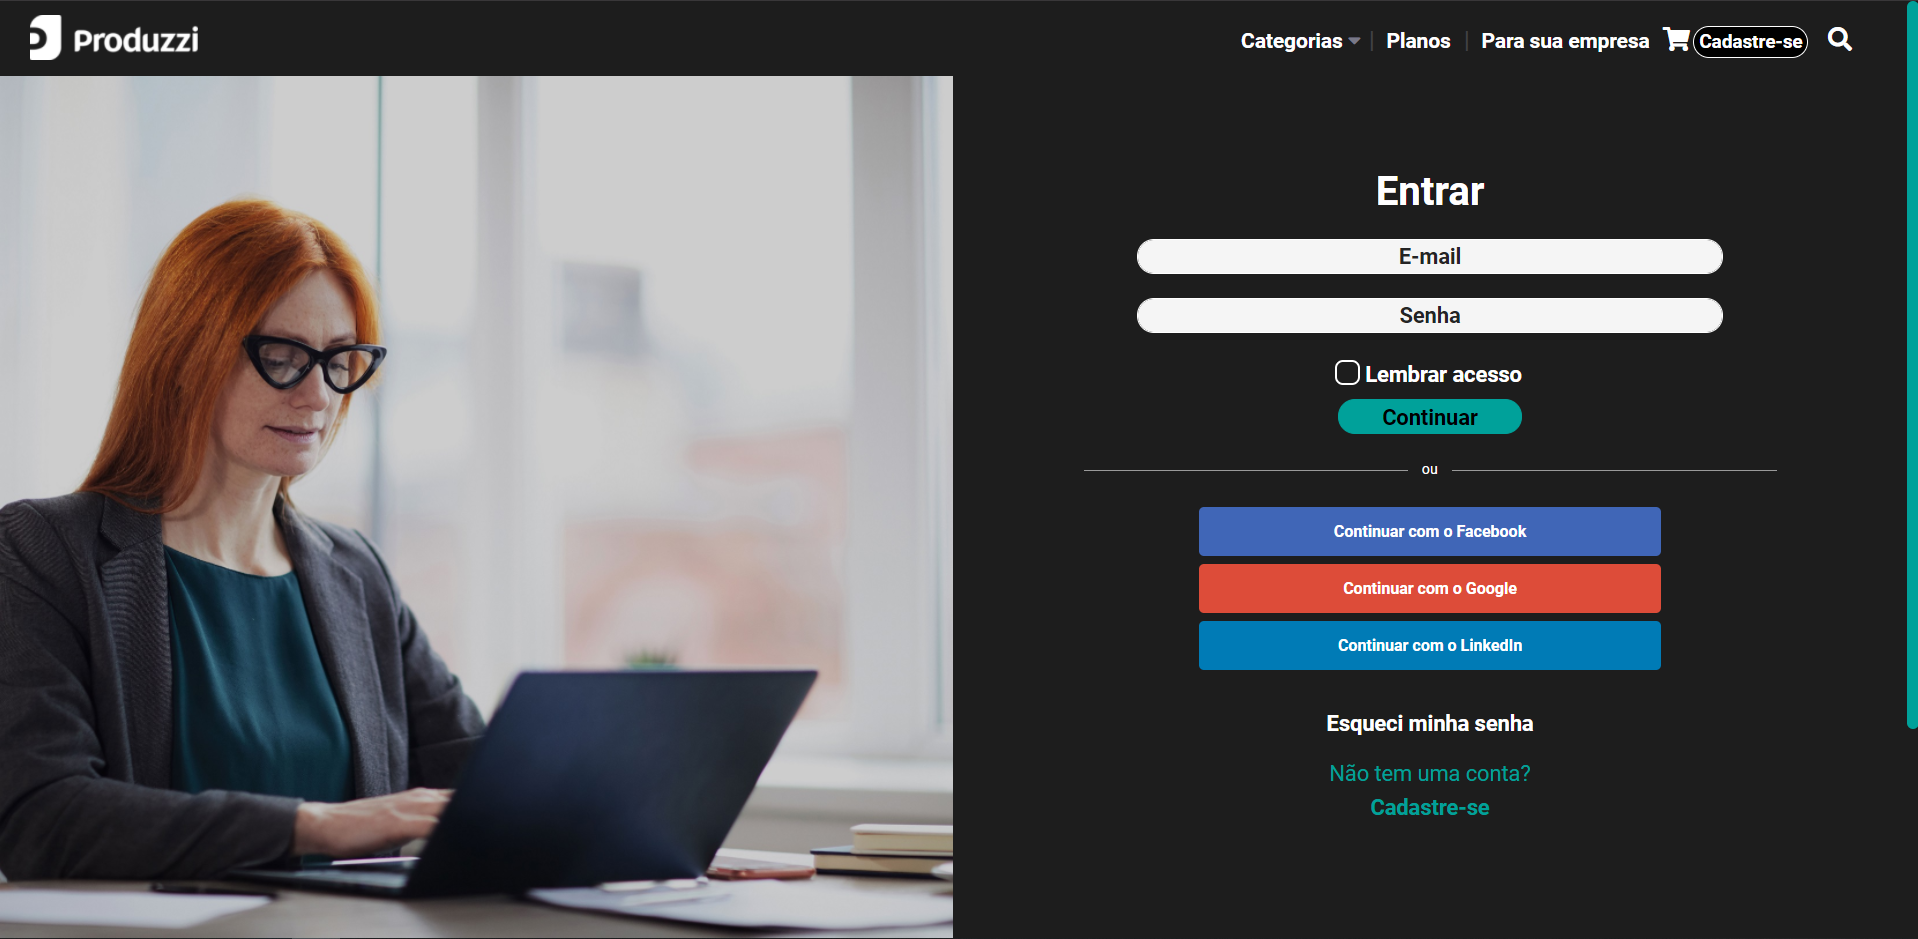 Produzzi
Categorias
Planos
Para sua empresa
Cadastre-se
Entrar
E-mail
Senha
Lembrar acesso
Continuar
ou
Continuar com o Facebook
Continuar com o Google
Continuar com o LinkedIn
Esqueci minha senha
Não tem uma conta?
Cadastre-se